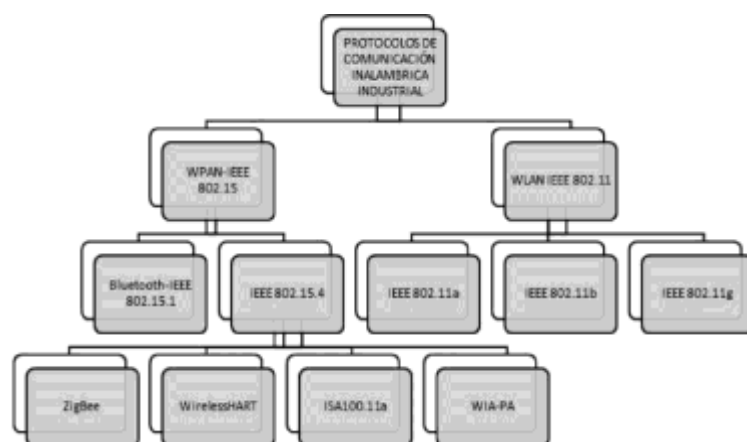 PROTOCOLOS DE
COMUNICACIÓN
INALAMBRICA
INDUSTRIAL
WPAN-IEEE
802.15
WLAN IEEE 802.11
Bluetooth-IEEE
802.15.1
IEEE 802.15.4
IEEE 802.11a
IEEE 802.11b
IEEE 802.11g
ZigBee
WirelessHART
ISA100.11a
WIA-PA